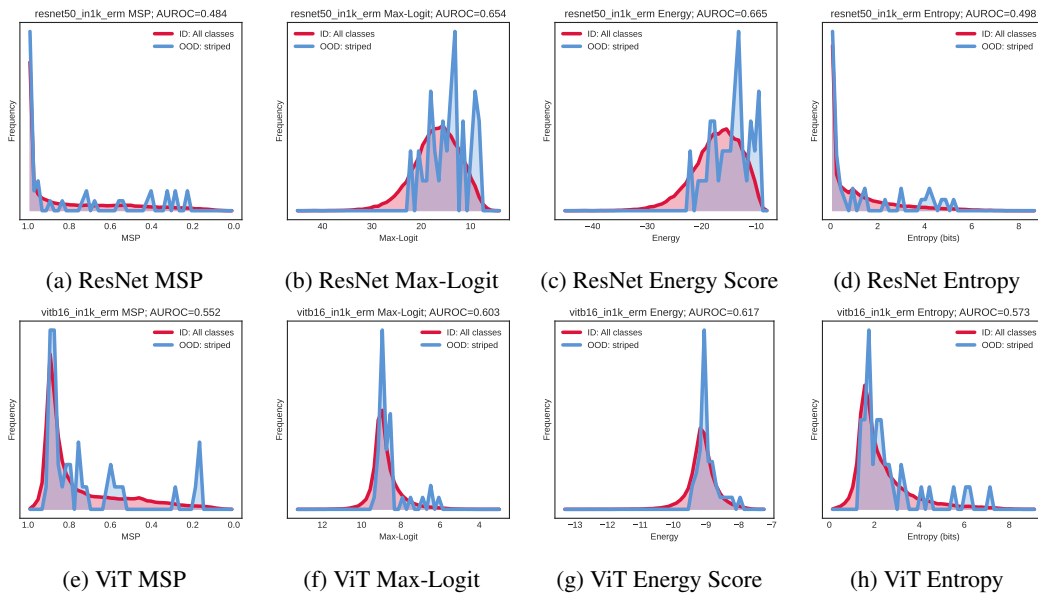 resnet50_in1k_erm MSP; AUROC=0.484
ID: All classes
OOD: striped
Frequency
1.0 0.8 0.6 0.4 0.2 0.0
MSP
(a) ResNet MSP
resnet50_in1k_erm Max-Logit; AUROC=0.654
ID: All classes
OOD: striped
Frequency
40 30 20 10
Max-Logit
(b) ResNet Max-Logit
resnet50_in1k_erm Energy; AUROC=0.665
ID: All classes
OOD: striped
Frequency
−40 −30 −20 −10
Energy
(c) ResNet Energy Score
resnet50_in1k_erm Entropy; AUROC=0.498
ID: All classes
OOD: striped
Frequency
0 2 4 6 8
Entropy (bits)
(d) ResNet Entropy
vitb16_in1k_erm MSP; AUROC=0.552
ID: All classes
OOD: striped
Frequency
1.0 0.8 0.6 0.4 0.2 0.0
MSP
(e) ViT MSP
vitb16_in1k_erm Max-Logit; AUROC=0.603
ID: All classes
OOD: striped
Frequency
12 10 8 6 4
Max-Logit
(f) ViT Max-Logit
vitb16_in1k_erm Energy; AUROC=0.617
ID: All classes
OOD: striped
Frequency
−13 −12 −11 −10 −9 −8 −7
Energy
(g) ViT Energy Score
vitb16_in1k_erm Entropy; AUROC=0.573
ID: All classes
OOD: striped
Frequency
0 2 4 6 8
Entropy (bits)
(h) ViT Entropy